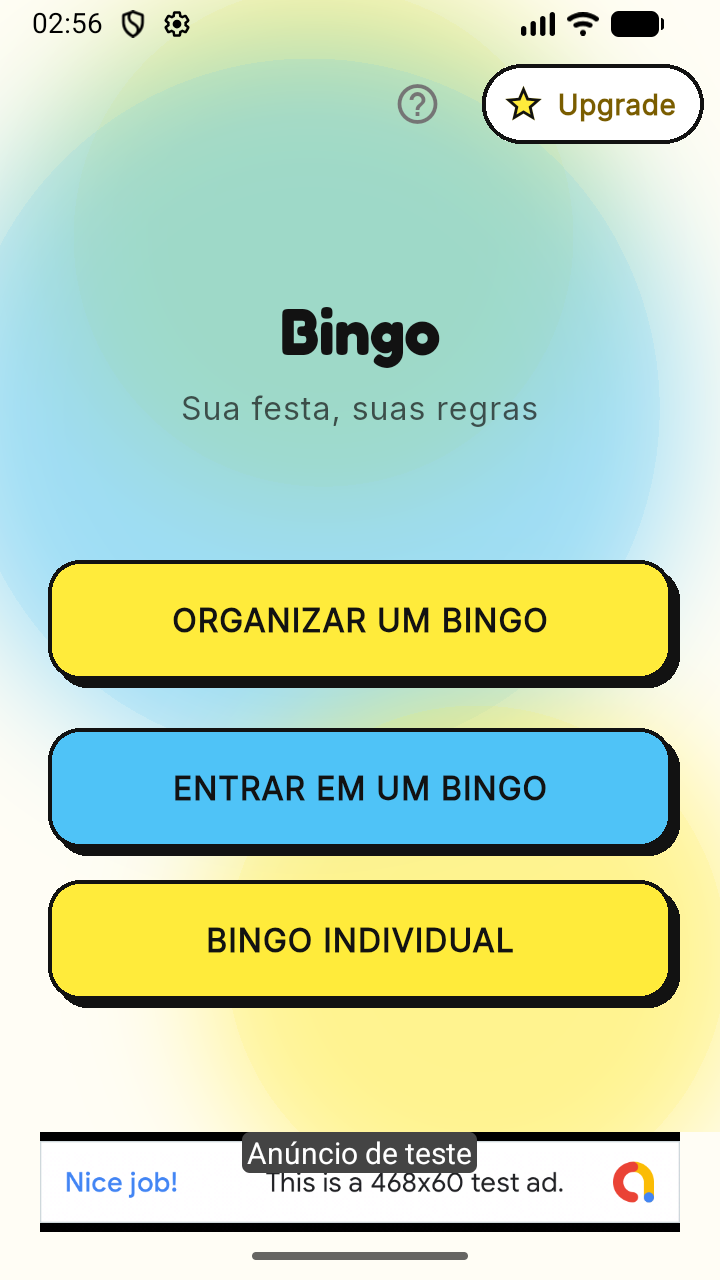 02:56
Upgrade
Bingo
Sua festa, suas regras
ORGANIZAR UM BINGO
ENTRAR EM UM BINGO
BINGO INDIVIDUAL
Anúncio de teste
Nice job!
This is a 468x60 test ad.